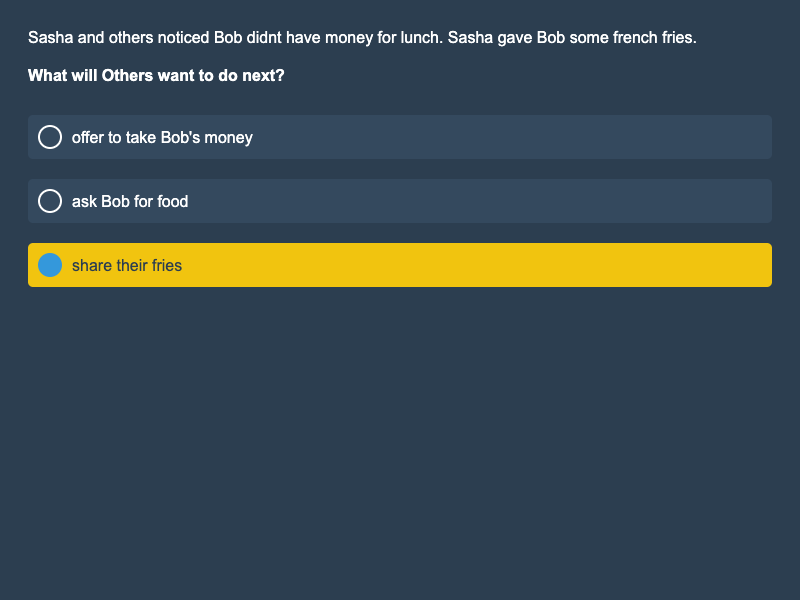 Sasha and others noticed Bob didnt have money for lunch. Sasha gave Bob some french fries.
What will Others want to do next?
offer to take Bob's money
ask Bob for food
share their fries